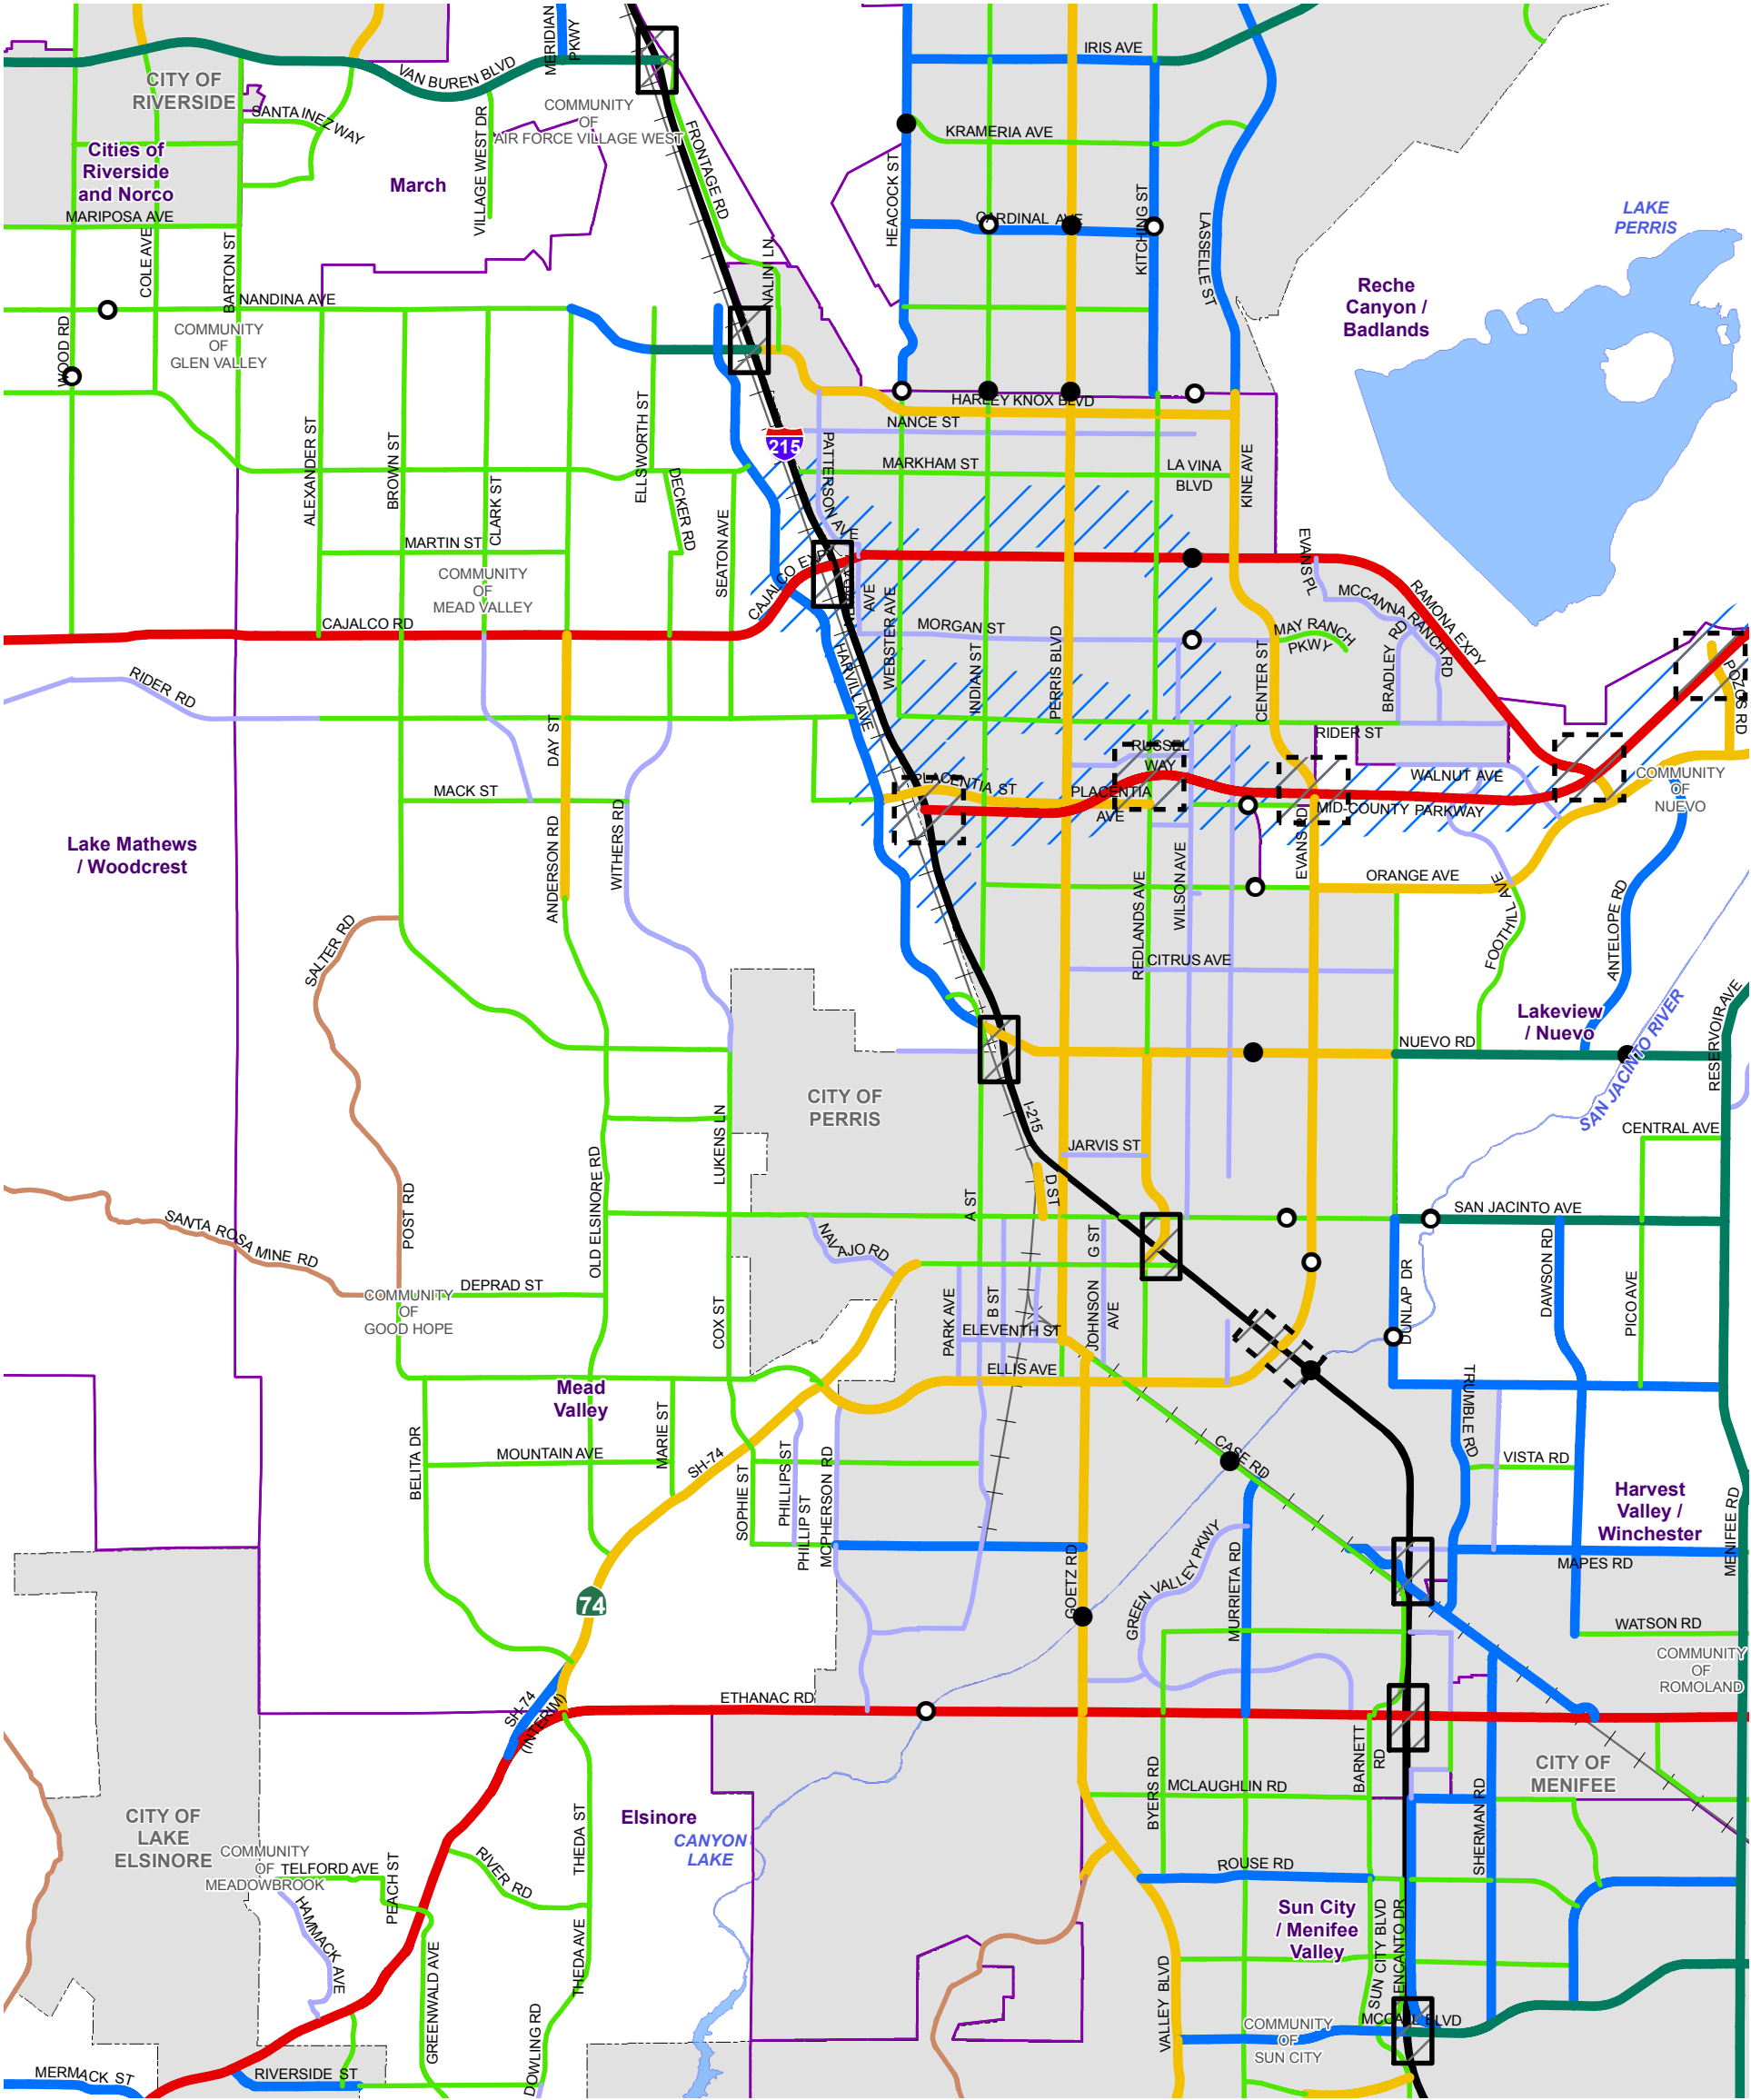 IRIS AVE
MERIDIAN
PKWY
VAN BUREN BLVD
CITY OF
RIVERSIDE
SANTA INEZ WAY
COMMUNITY
OF
AIR FORCE VILLAGE WEST
KRAMERIA AVE
Cities of
Riverside
and Norco
March
VILLAGE WEST DR
FRONTAGE RD
HEACOCK ST
CARDINAL AVE
KITCHING ST
LASSELLE ST
LAKE
PERRIS
MARIPOSA AVE
COLE AVE
BARTON ST
NALINI LN
Reche
Canyon /
Badlands
NANDINA AVE
WOOD RD
COMMUNITY
OF
GLEN VALLEY
HARLEY KNOX BLVD
NANCE ST
215
ALEXANDER ST
BROWN ST
CLARK ST
ELLSWORTH ST
DECKER RD
SEATON AVE
PATTERSON AVE
MARKHAM ST
LA VINA
BLVD
KINE AVE
MARTIN ST
COMMUNITY
OF
MEAD VALLEY
CAJALCO EXP
AVE
EVANS PL
MCCANNA RANCH RD
RAMONA EXPY
CAJALCO RD
WEBSTER AVE
MORGAN ST
MAY RANCH
PKWY
BRADLEY RD
RIDER RD
HARVILL AVE
INDIAN ST
PERRIS BLVD
CENTER ST
POZOS RD
RIDER ST
DAY ST
RUSSEL
WAY
PLACENTIA ST
PLACENTIA
AVE
WALNUT AVE
MID-COUNTY PARKWAY
COMMUNITY
OF
NUEVO
MACK ST
Lake Mathews
/ Woodcrest
ANDERSON RD
WITHERS RD
REDLANDS AVE
WILSON AVE
EVANS RD
ORANGE AVE
FOOTHILL AVE
ANTELOPE RD
SALTER RD
CITRUS AVE
Lakeview
/ Nuevo
SAN JACINTO RIVER
RESERVOIR AVE
NUEVO RD
CITY OF
PERRIS
I-215
LUKENS LN
JARVIS ST
CENTRAL AVE
POST RD
OLD ELSINORE RD
A ST
D ST
SAN JACINTO AVE
SANTA ROSA MINE RD
NAVAJO RD
G ST
DUNLAP DR
DAWSON RD
PICO AVE
DEPRAD ST
COMMUNITY
OF
GOOD HOPE
COX ST
PARK AVE
B ST
JOHNSON
AVE
ELEVENTH ST
ELLIS AVE
Mead
Valley
TRUMBLE RD
BELITA DR
MARIE ST
MOUNTAIN AVE
SH-74
SOPHIE ST
PHILLIPS ST
PHILLIP ST
MCPHERSON RD
CASE RD
VISTA RD
Harvest
Valley /
Winchester
MENIFEE RD
MAPES RD
74
GOETZ RD
GREEN VALLEY PKWY
MURRIETA RD
WATSON RD
COMMUNITY
OF
ROMOLAND
SH-74
(INTERIM)
ETHANAC RD
BYERS RD
BARNETT
RD
CITY OF
MENIFEE
MCLAUGHLIN RD
SHERMAN RD
CITY OF
LAKE
ELSINORE
Elsinore
CANYON
LAKE
THEDA ST
COMMUNITY
OF
MEADOWBROOK
TELFORD AVE
PEACH ST
RIVER RD
ROUSE RD
HAMMACK AVE
Sun City
/ Menifee
Valley
SUN CITY BLVD
ENCANTO DR
GREENWALD AVE
THEDA AVE
VALLEY BLVD
DOWLING RD
COMMUNITY
OF
SUN CITY
MCCALL BLVD
MERMACK ST
RIVERSIDE ST